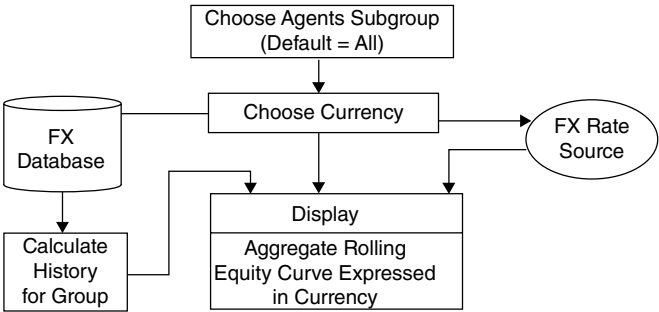 Choose Agents Subgroup
(Default = All)
Choose Currency
FX
Database
FX Rate
Source
Display
Calculate
History
for Group
Aggregate Rolling
Equity Curve Expressed
in Currency